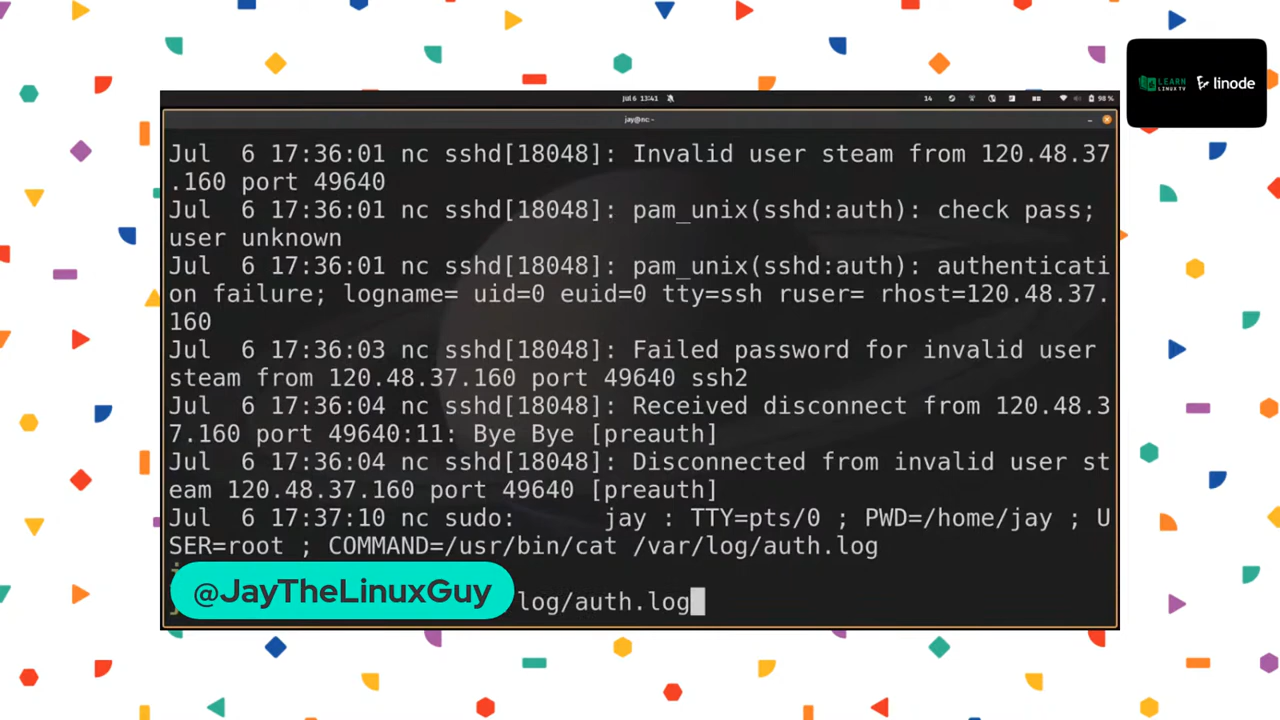 LEARN
LINUX TV
linode
Jul 6 13:41
14
98 %
jay@nc: ~
Jul  6 17:36:01 nc sshd[18048]: Invalid user steam from 120.48.37
.160 port 49640
Jul  6 17:36:01 nc sshd[18048]: pam_unix(sshd:auth): check pass;
user unknown
Jul  6 17:36:01 nc sshd[18048]: pam_unix(sshd:auth): authenticati
on failure; logname= uid=0 euid=0 tty=ssh ruser= rhost=120.48.37.
160
Jul  6 17:36:03 nc sshd[18048]: Failed password for invalid user
steam from 120.48.37.160 port 49640 ssh2
Jul  6 17:36:04 nc sshd[18048]: Received disconnect from 120.48.3
7.160 port 49640:11: Bye Bye [preauth]
Jul  6 17:36:04 nc sshd[18048]: Disconnected from invalid user st
eam 120.48.37.160 port 49640 [preauth]
Jul  6 17:37:10 nc sudo:      jay : TTY=pts/0 ; PWD=/home/jay ; U
SER=root ; COMMAND=/usr/bin/cat /var/log/auth.log
@JayTheLinuxGuy
log/auth.log